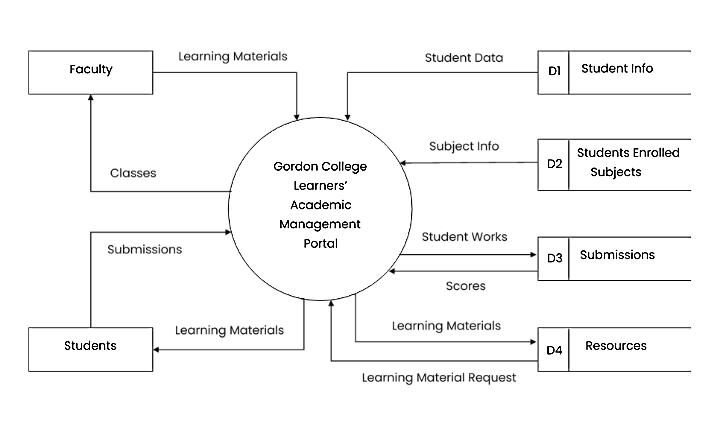 Learning Materials
Student Data
Faculty
D1
Student Info
Gordon College
Learners'
Academic
Management
Portal
Subject Info
D2
Students Enrolled
Subjects
Classes
Submissions
Student Works
D3
Submissions
Scores
Learning Materials
Students
Learning Materials
D4
Resources
Learning Material Request